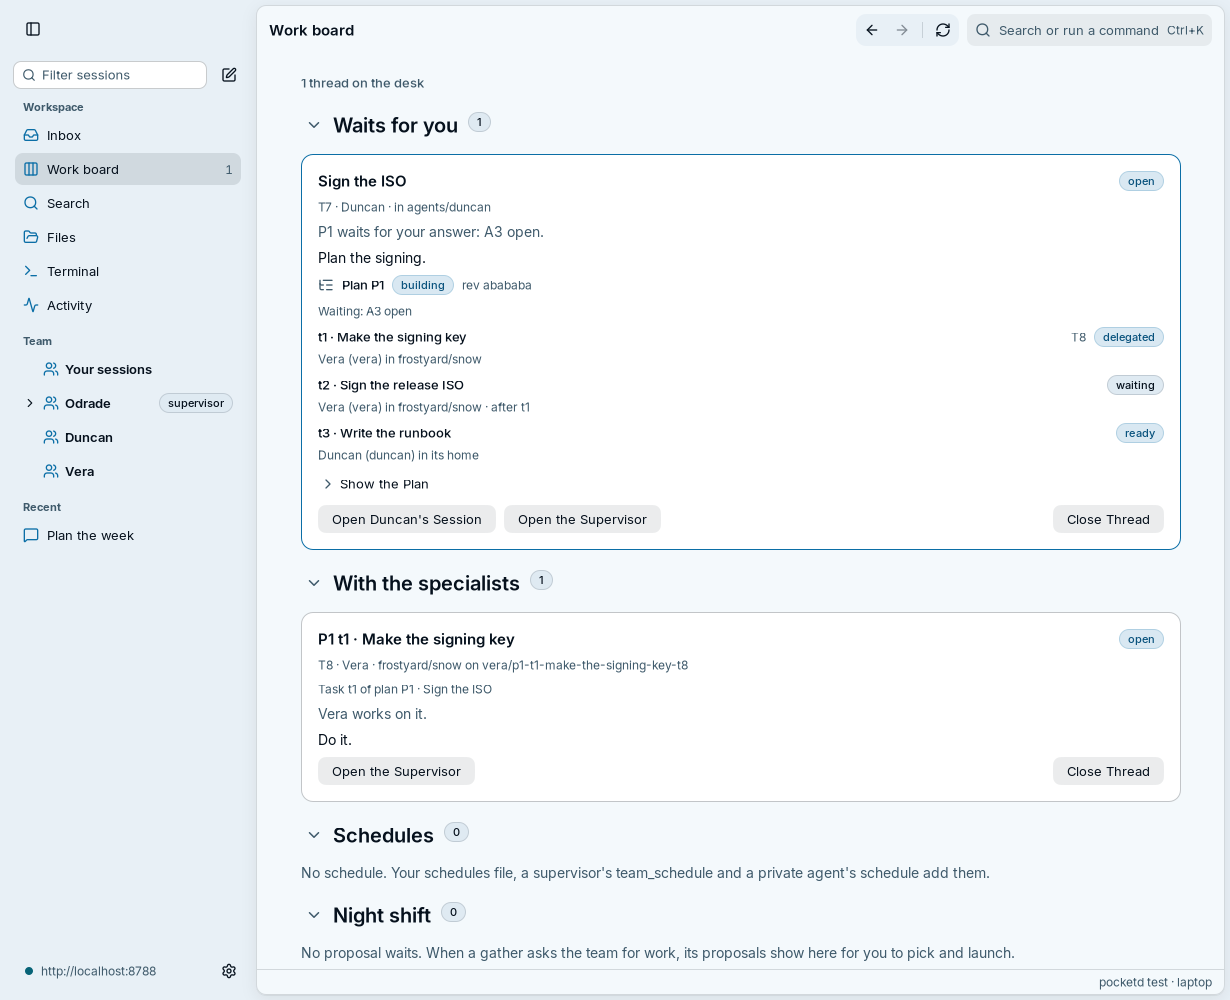 Filter sessions
Workspace
Inbox
Work board 1
Search
Files
Terminal
Activity
Team
Your sessions
Odrade supervisor
Duncan
Vera
Recent
Plan the week
http://localhost:8788
Work board
Search or run a command Ctrl+K
1 thread on the desk
Waits for you 1
Sign the ISO open
T7 · Duncan · in agents/duncan
P1 waits for your answer: A3 open.
Plan the signing.
Plan P1 building rev abababa
Waiting: A3 open
t1 · Make the signing key T8 delegated
Vera (vera) in frostyard/snow
t2 · Sign the release ISO waiting
Vera (vera) in frostyard/snow · after t1
t3 · Write the runbook ready
Duncan (duncan) in its home
Show the Plan
Open Duncan's Session Open the Supervisor Close Thread
With the specialists 1
P1 t1 · Make the signing key open
T8 · Vera · frostyard/snow on vera/p1-t1-make-the-signing-key-t8
Task t1 of plan P1 · Sign the ISO
Vera works on it.
Do it.
Open the Supervisor Close Thread
Schedules 0
No schedule. Your schedules file, a supervisor's team_schedule and a private agent's schedule add them.
Night shift 0
No proposal waits. When a gather asks the team for work, its proposals show here for you to pick and launch.
pocketd test · laptop